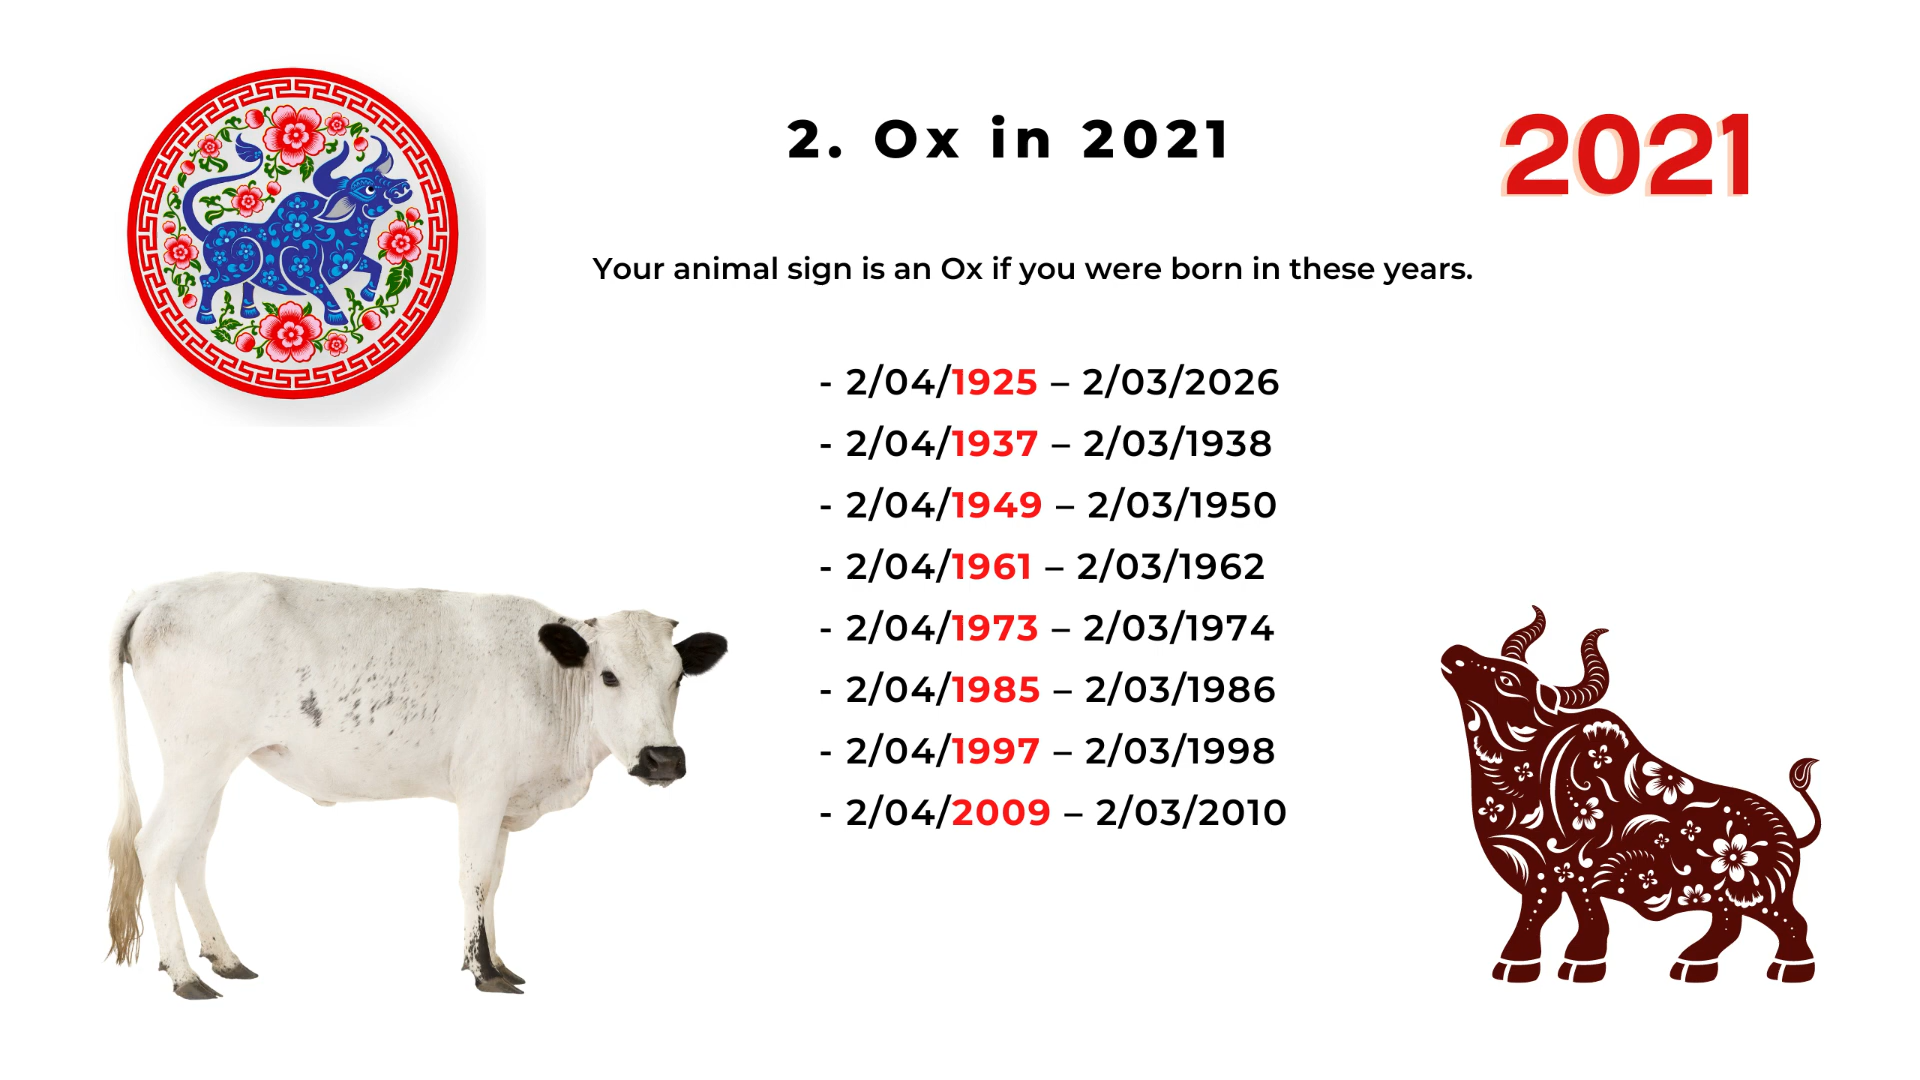 2. Ox in 2021
2021
Your animal sign is an Ox if you were born in these years.
- 2/04/1925 – 2/03/2026
- 2/04/1937 – 2/03/1938
- 2/04/1949 – 2/03/1950
- 2/04/1961 – 2/03/1962
- 2/04/1973 – 2/03/1974
- 2/04/1985 – 2/03/1986
- 2/04/1997 – 2/03/1998
- 2/04/2009 – 2/03/2010